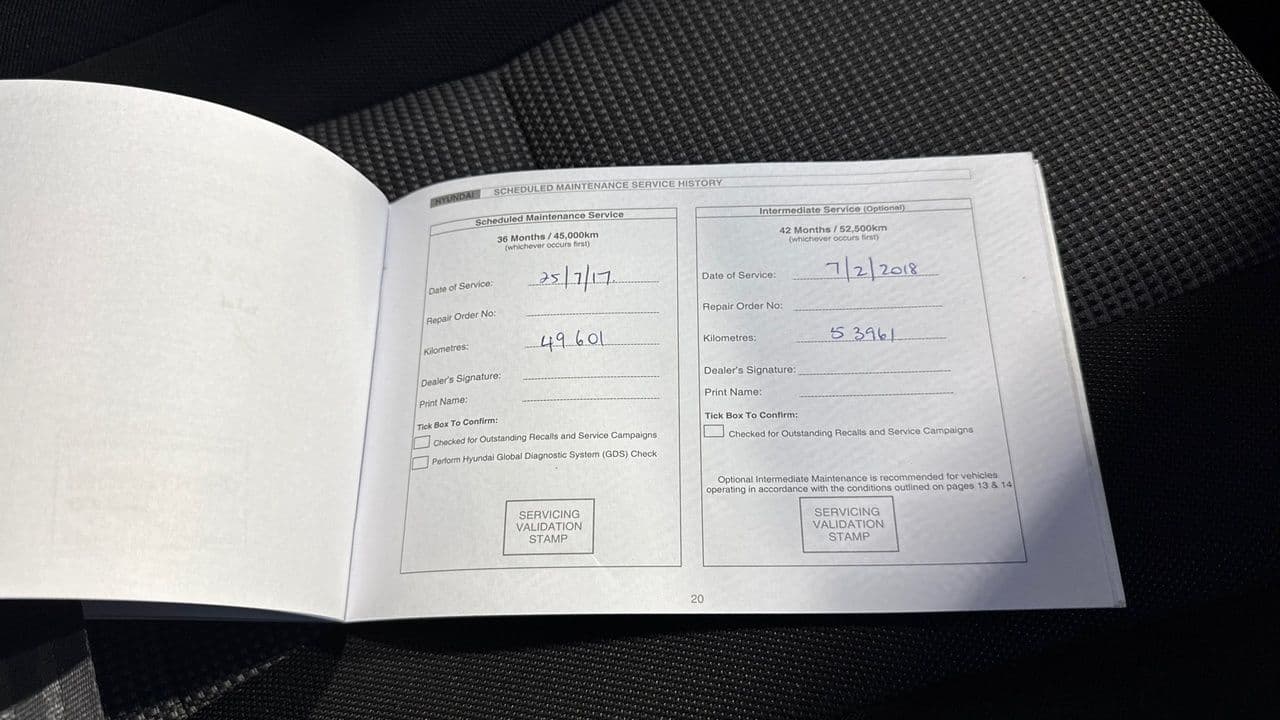 HYUNDAI SCHEDULED MAINTENANCE SERVICE HISTORY
Scheduled Maintenance Service
36 Months / 45,000km
(whichever occurs first)
Date of Service: 25/7/17.
Repair Order No:
Kilometres: 49 601
Dealer's Signature:
Print Name:
Tick Box To Confirm:
Checked for Outstanding Recalls and Service Campaigns
Perform Hyundai Global Diagnostic System (GDS) Check
SERVICING
VALIDATION
STAMP
Intermediate Service (Optional)
42 Months / 52,500km
(whichever occurs first)
Date of Service: 7/2/2018
Repair Order No:
Kilometres: 53961
Dealer's Signature:
Print Name:
Tick Box To Confirm:
Checked for Outstanding Recalls and Service Campaigns
Optional Intermediate Maintenance is recommended for vehicles
operating in accordance with the conditions outlined on pages 13 & 14
SERVICING
VALIDATION
STAMP
20